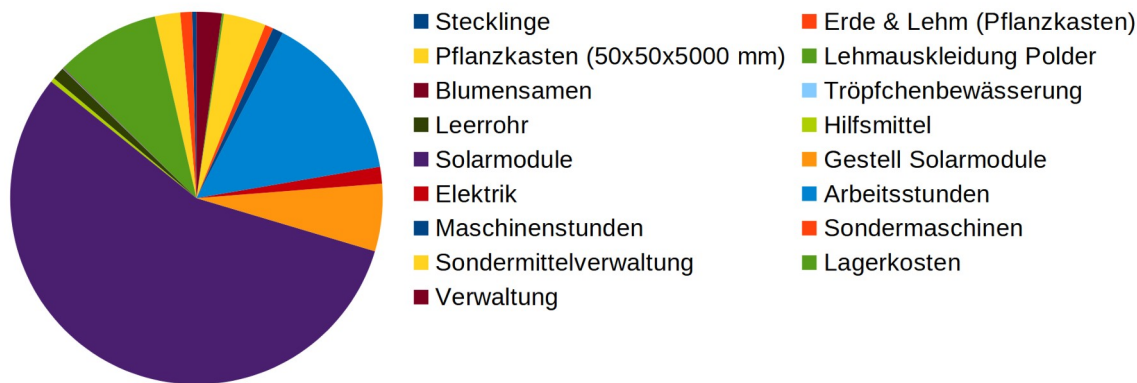 Stecklinge
Erde & Lehm (Pflanzkasten)
Pflanzkasten (50x50x5000 mm)
Lehmauskleidung Polder
Blumensamen
Tröpfchenbewässerung
Leerrohr
Hilfsmittel
Solarmodule
Gestell Solarmodule
Elektrik
Arbeitsstunden
Maschinenstunden
Sondermaschinen
Sondermittelverwaltung
Lagerkosten
Verwaltung